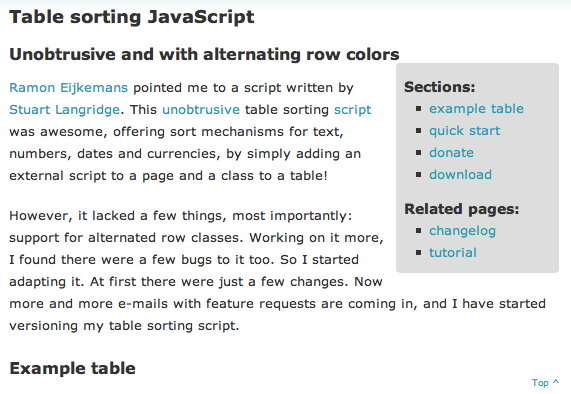 Table sorting JavaScript
Unobtrusive and with alternating row colors
Ramon Eijkemans pointed me to a script written by
Stuart Langridge. This unobtrusive table sorting script
was awesome, offering sort mechanisms for text,
numbers, dates and currencies, by simply adding an
external script to a page and a class to a table!
However, it lacked a few things, most importantly:
support for alternated row classes. Working on it more,
I found there were a few bugs to it too. So I started
adapting it. At first there were just a few changes. Now
more and more e-mails with feature requests are coming in, and I have started
versioning my table sorting script.
Sections:
example table
quick start
donate
download
Related pages:
changelog
tutorial
Example table
Top ^